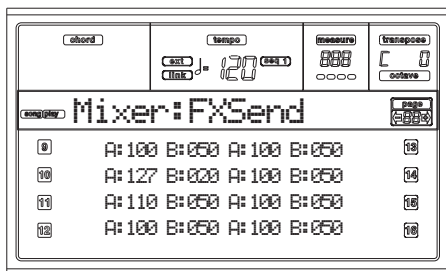 chord tempo measure transpose
ext ♩= 120 seq 1 888 C 0
link octave
song|play Mixer:FXSend page
88
9 A:100 B:050 A:100 B:050 13
10 A:127 B:020 A:100 B:050 14
11 A:110 B:050 A:100 B:050 15
12 A:100 B:050 A:100 B:050 16